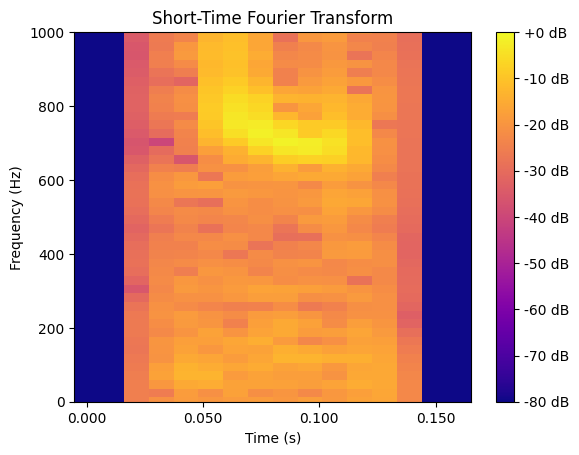 Short-Time Fourier Transform
Frequency (Hz)
1000
800
600
400
200
0
0.000
0.050
0.100
0.150
Time (s)
+0 dB
-10 dB
-20 dB
-30 dB
-40 dB
-50 dB
-60 dB
-70 dB
-80 dB